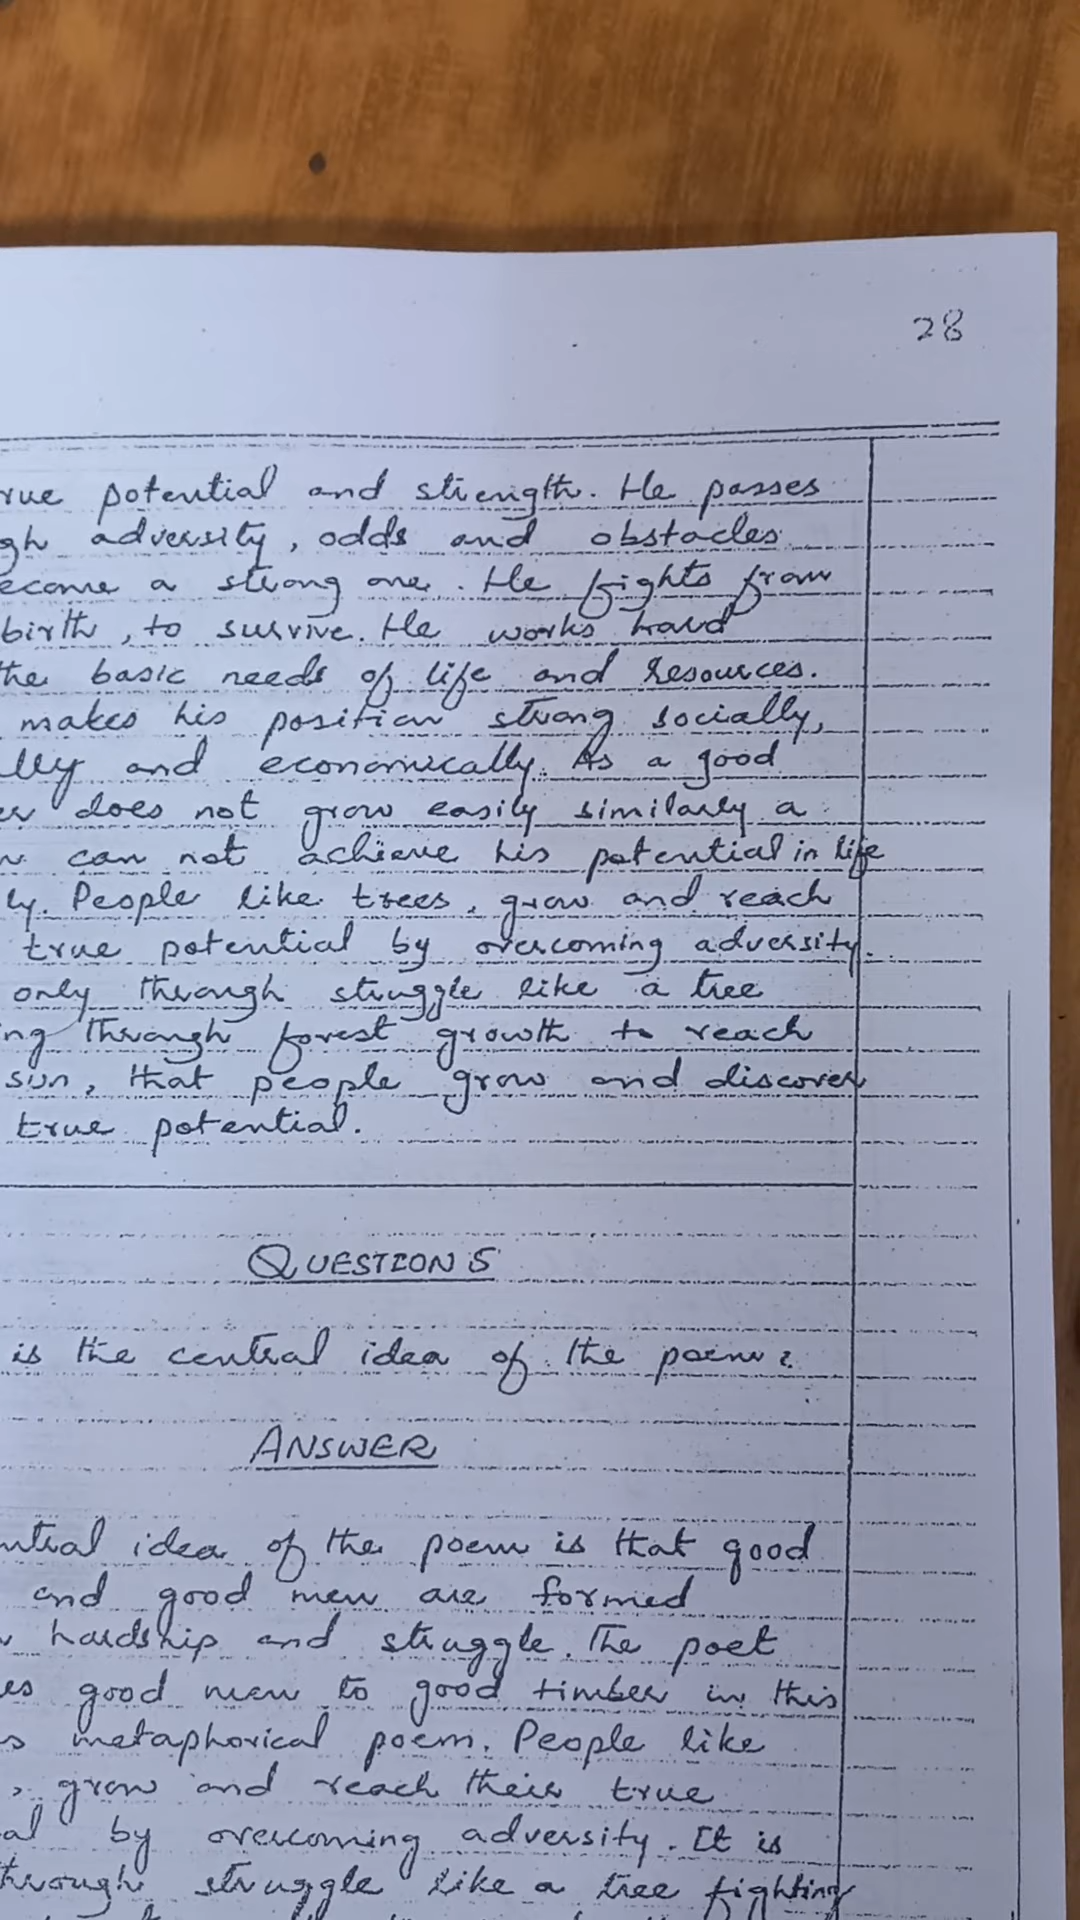 28
rue potential and strength. He passes
gh adversity, odds and obstacles
ecome a strong one. He fights from
birth, to survive. He works hard
the basic needs of life and resources.
makes his position strong socially,
lly and economically. As a good
er does not grow easily similarly a
can not achieve his potential in life
ly. People like trees, grow and reach
true potential by overcoming adversity.
only through struggle like a tree
ing through forest growth to reach
sun, that people grow and discover
true potential.
QUESTION 5
is the central idea of the poem?
ANSWER
ntral idea of the poem is that good
and good men are formed
hardship and struggle. The poet
es good men to good timber in this
s metaphorical poem. People like
, grow and reach their true
al by overcoming adversity. It is
through struggle like a tree fighting